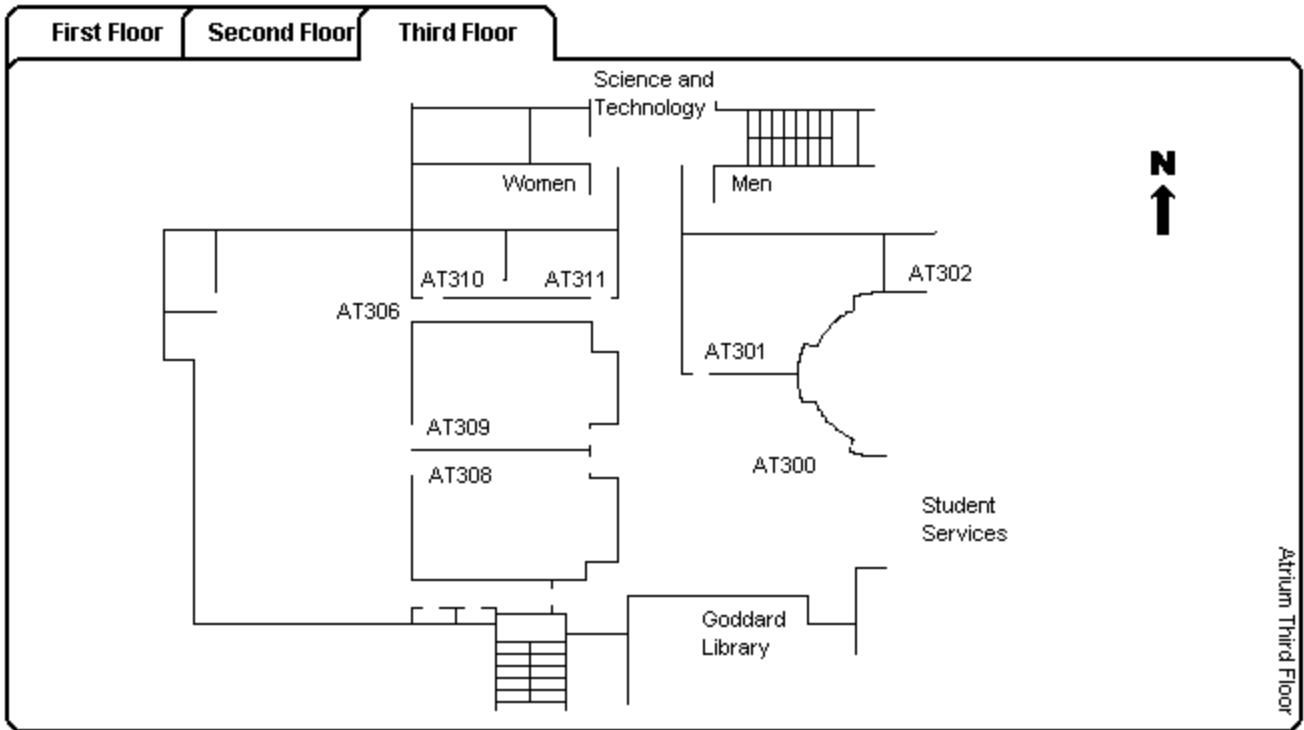 First Floor
Second Floor
Third Floor
Science and
Technology
Women
Men
N
AT310
AT311
AT302
AT306
AT301
AT309
AT300
AT308
Student
Services
Goddard
Library
Atrium Third Floor